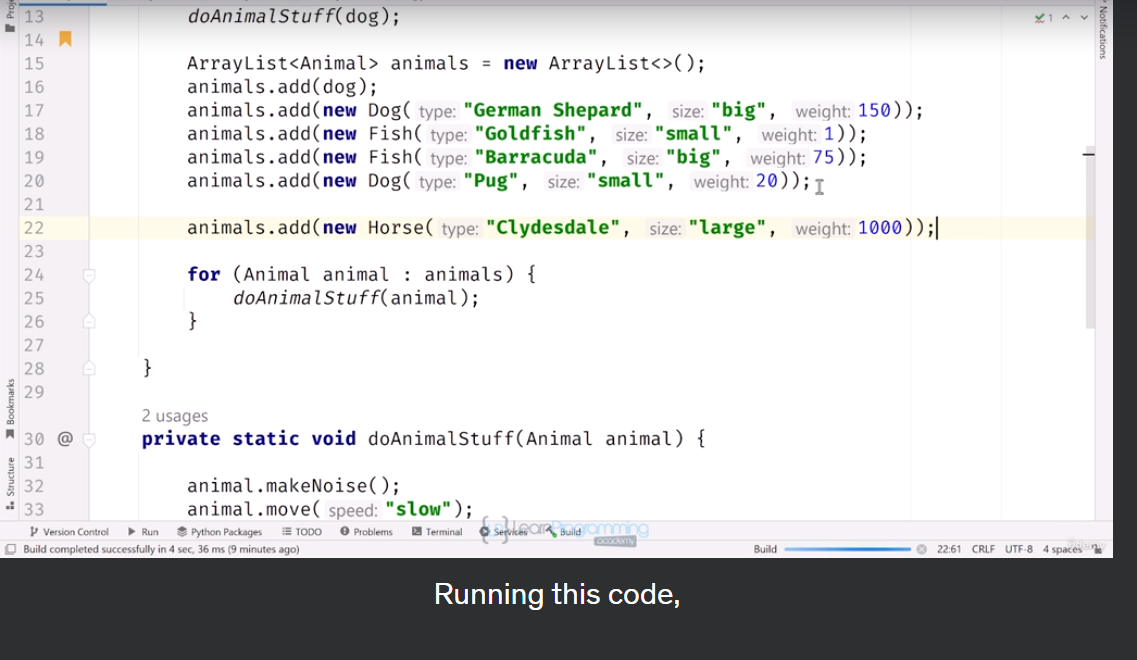 Proje
Notifications
13 doAnimalStuff(dog);
1
14
15 ArrayList<Animal> animals = new ArrayList<>();
16 animals.add(dog);
17 animals.add(new Dog( type: "German Shepard", size: "big", weight: 150));
18 animals.add(new Fish( type: "Goldfish", size: "small", weight: 1));
19 animals.add(new Fish( type: "Barracuda", size: "big", weight: 75));
20 animals.add(new Dog( type: "Pug", size: "small", weight: 20));
21
22 animals.add(new Horse( type: "Clydesdale", size: "large", weight: 1000));
23
24 for (Animal animal : animals) {
25 doAnimalStuff(animal);
26 }
27
28 }
29
2 usages
30 @ private static void doAnimalStuff(Animal animal) {
31
32 animal.makeNoise();
33 animal.move( speed: "slow");
Bookmarks
Structure
Version Control Run Python Packages TODO Problems Terminal Services Build
LearnProgramming
academy
Build completed successfully in 4 sec, 36 ms (9 minutes ago) Build 22:61 CRLF UTF-8 4 spaces
Running this code,